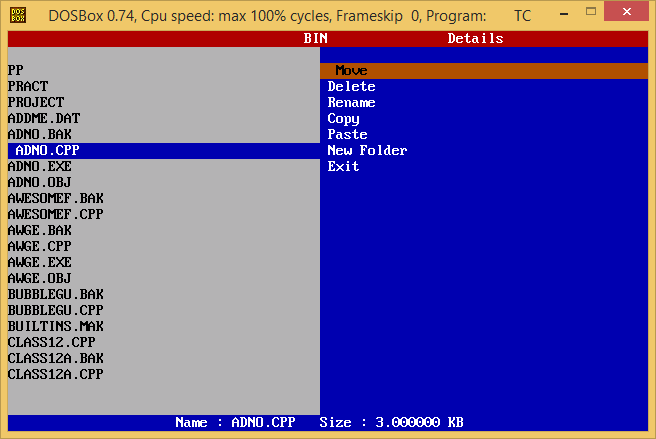 DOS BOX DOSBox 0.74, Cpu speed: max 100% cycles, Frameskip 0, Program: TC
BIN Details
PP Move
PRACT Delete
PROJECT Rename
ADDME.DAT Copy
ADNO.BAK Paste
ADNO.CPP New Folder
ADNO.EXE Exit
ADNO.OBJ
AWESOMEF.BAK
AWESOMEF.CPP
AWGE.BAK
AWGE.CPP
AWGE.EXE
AWGE.OBJ
BUBBLEGU.BAK
BUBBLEGU.CPP
BUILTINS.MAK
CLASS12.CPP
CLASS12A.BAK
CLASS12A.CPP
Name : ADNO.CPP Size : 3.000000 KB